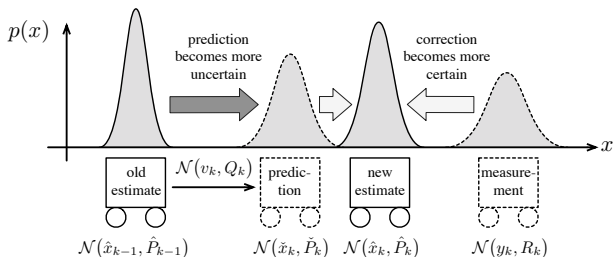 p(x)
prediction
becomes more
uncertain
correction
becomes more
certain
x
old
estimate
𝒩(v_k, Q_k)
predic-
tion
new
estimate
measure-
ment
𝒩(x̂_{k−1}, P̂_{k−1})
𝒩(x̌_k, P̌_k)
𝒩(x̂_k, P̂_k)
𝒩(y_k, R_k)